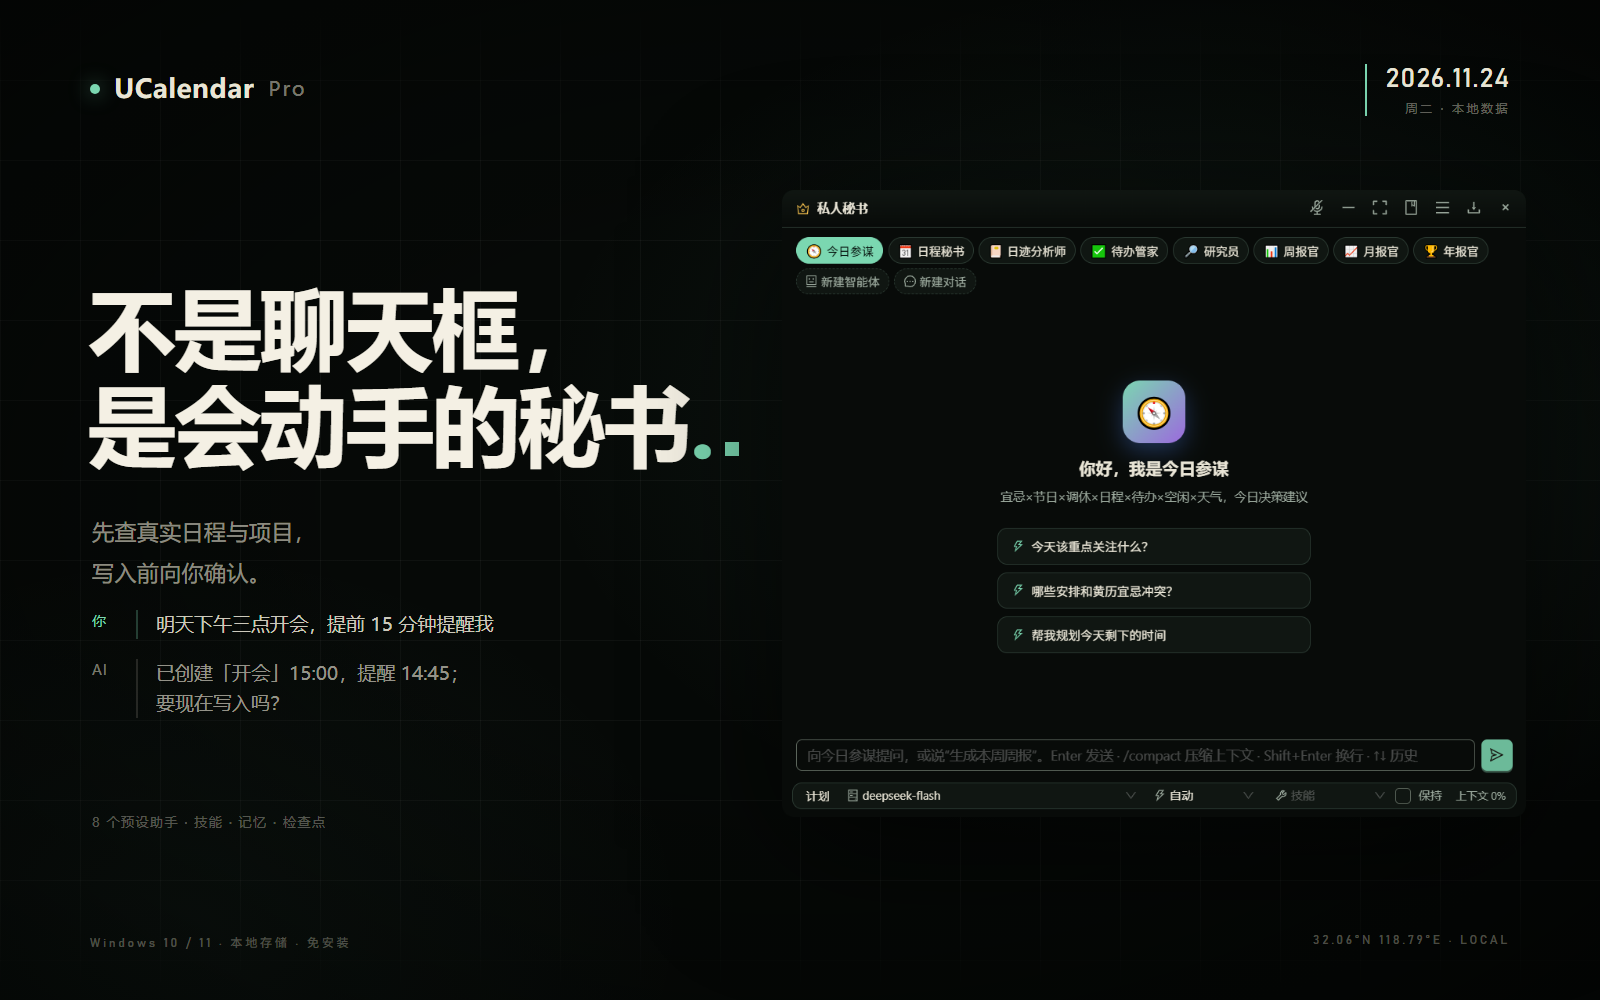 UCalendar Pro
2026.11.24
周二 · 本地数据
不是聊天框，
是会动手的秘书.
先查真实日程与项目，
写入前向你确认。
你 明天下午三点开会，提前 15 分钟提醒我
AI 已创建「开会」15:00，提醒 14:45；
要现在写入吗？
8 个预设助手 · 技能 · 记忆 · 检查点
Windows 10 / 11 · 本地存储 · 免安装
私人秘书
今日参谋 日程秘书 日迹分析师 待办管家 研究员 周报官 月报官 年报官
新建智能体 新建对话
你好，我是今日参谋
宜忌×节日×调休×日程×待办×空闲×天气，今日决策建议
今天该重点关注什么？
哪些安排和黄历宜忌冲突？
帮我规划今天剩下的时间
向今日参谋提问，或说“生成本周周报”。Enter 发送 · /compact 压缩上下文 · Shift+Enter 换行 · ↑↓ 历史
计划 deepseek-flash 自动 技能 保持 上下文 0%
32.06°N 118.79°E · LOCAL